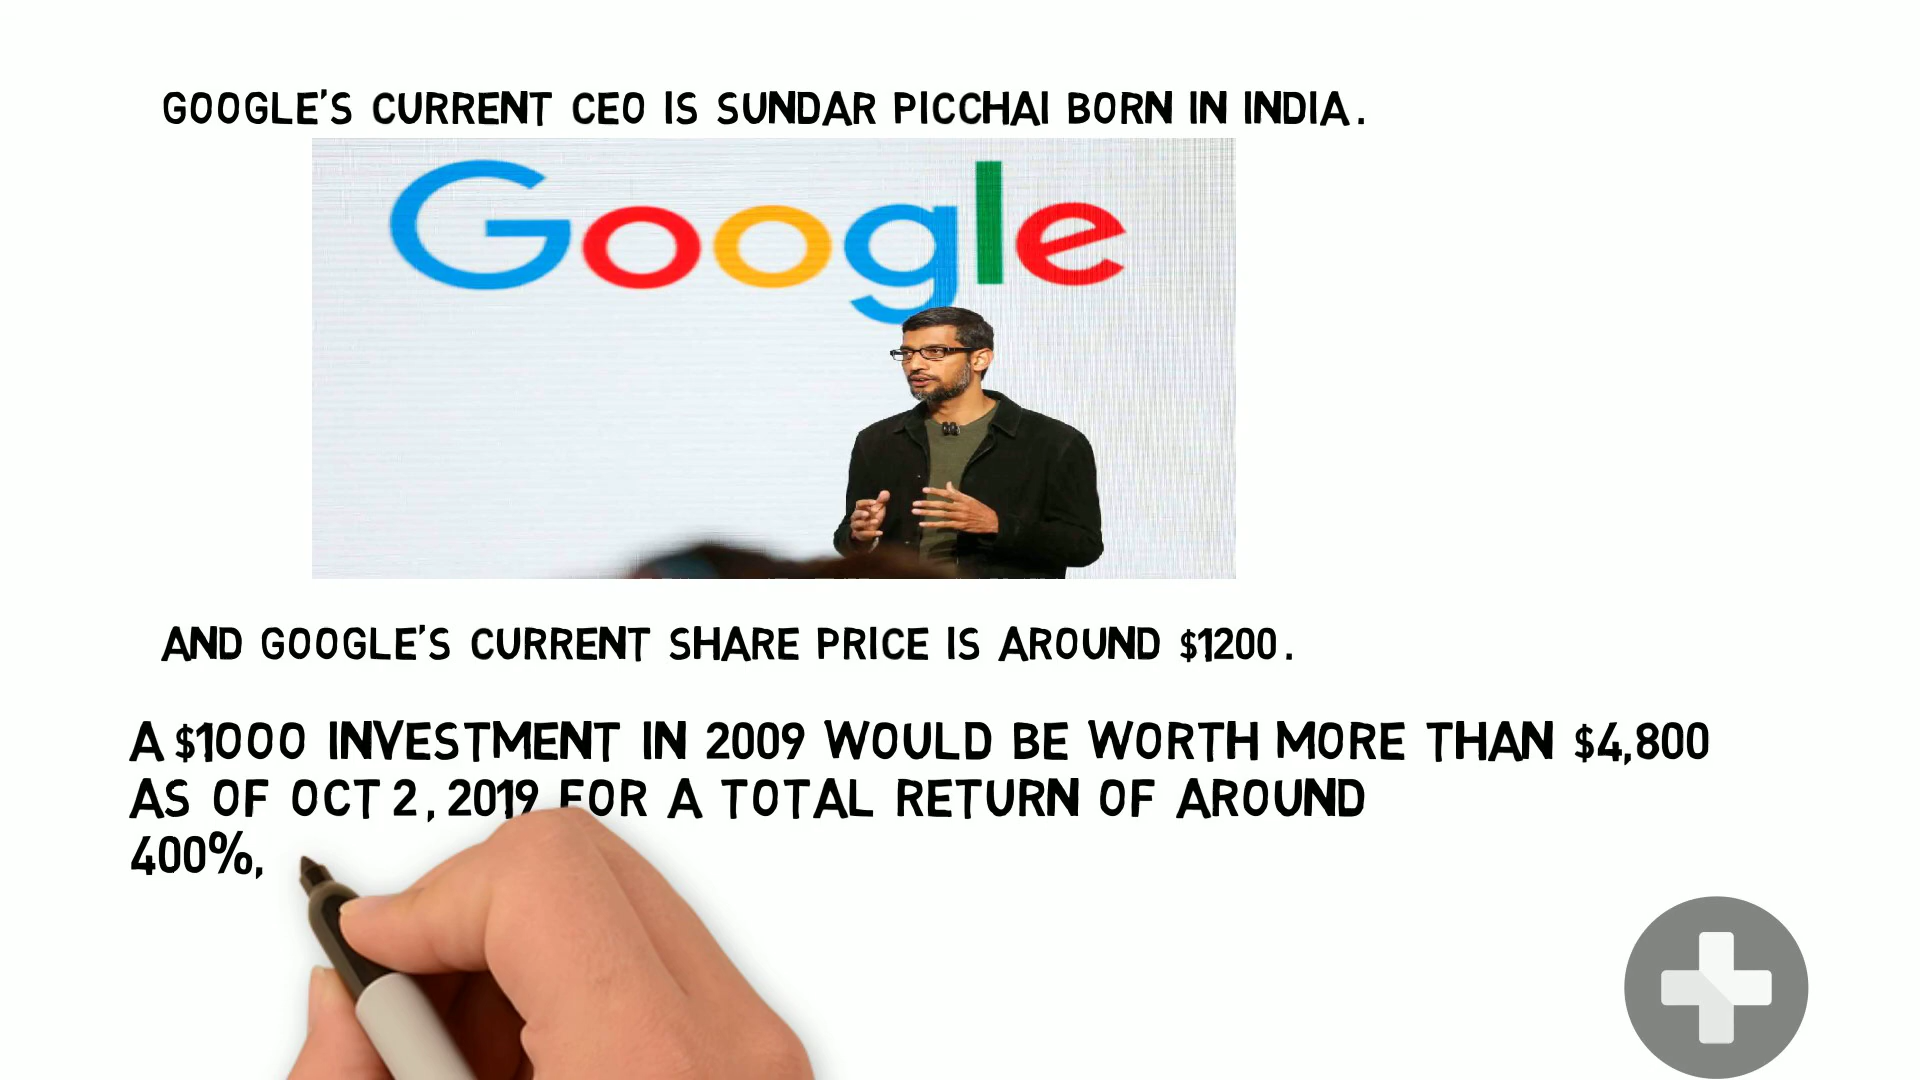 GOOGLE'S CURRENT CEO IS SUNDAR PICCHAI BORN IN INDIA.
Google
AND GOOGLE'S CURRENT SHARE PRICE IS AROUND $1200.
A $1000 INVESTMENT IN 2009 WOULD BE WORTH MORE THAN $4,800
AS OF OCT 2, 2019 FOR A TOTAL RETURN OF AROUND
400%,